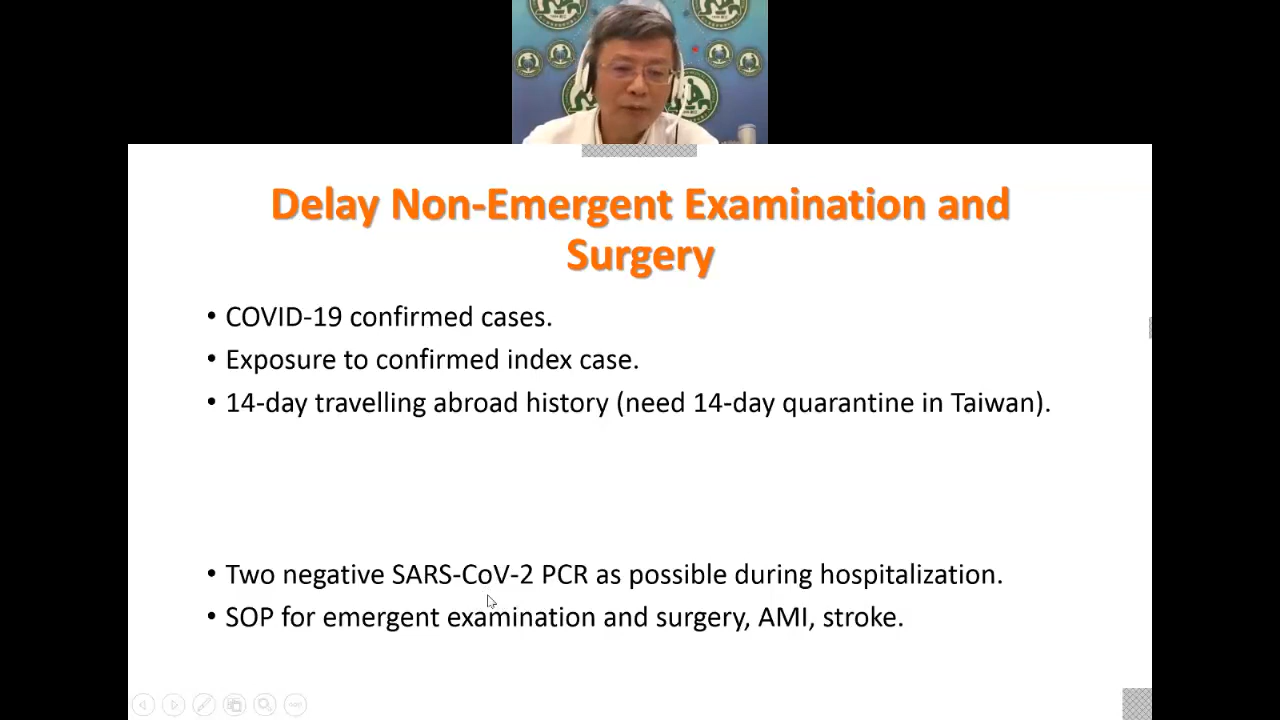 Delay Non-Emergent Examination and
Surgery
• COVID-19 confirmed cases.
• Exposure to confirmed index case.
• 14-day travelling abroad history (need 14-day quarantine in Taiwan).
• Two negative SARS-CoV-2 PCR as possible during hospitalization.
• SOP for emergent examination and surgery, AMI, stroke.